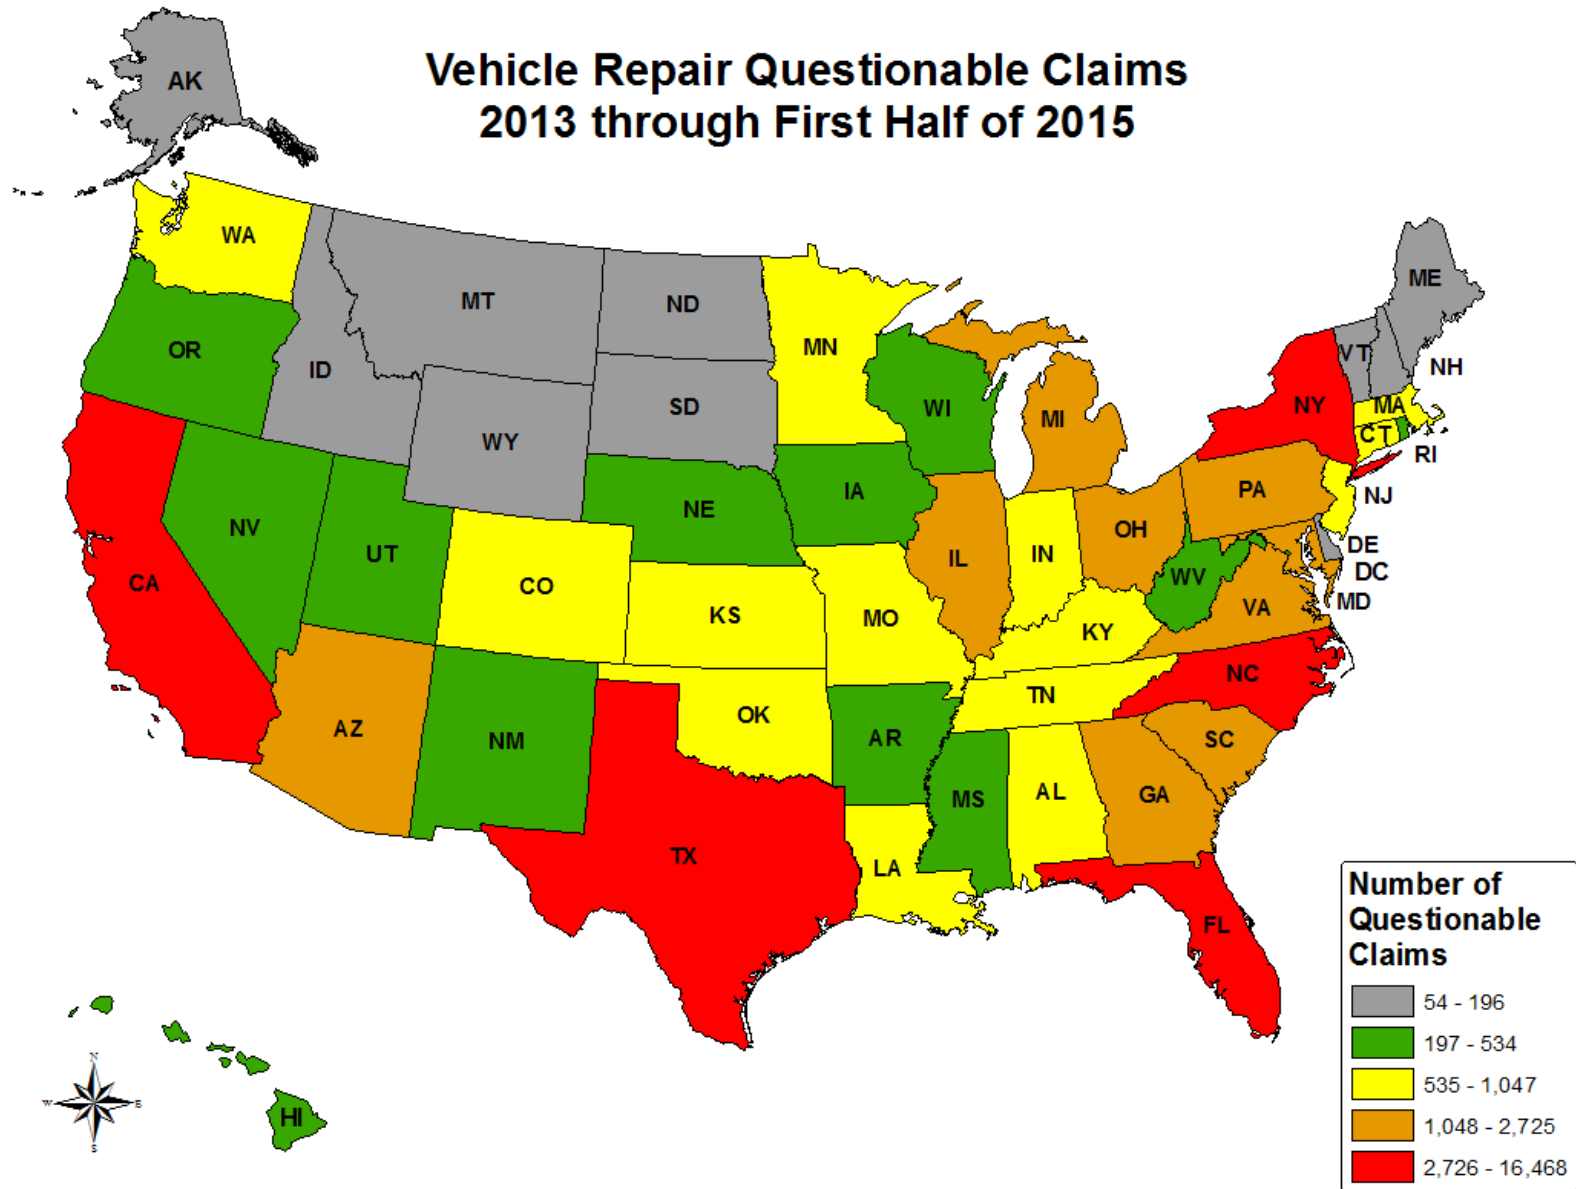 Vehicle Repair Questionable Claims
2013 through First Half of 2015
AK
WA
MT
ND
MN
ME
OR
ID
SD
WI
MI
VT
NH
NY
MA
WY
CT
RI
NV
UT
NE
IA
PA
NJ
CA
CO
KS
MO
IL
IN
OH
WV
VA
DE
DC
MD
KY
AZ
NM
OK
AR
TN
NC
SC
TX
LA
MS
AL
GA
FL
HI
N
W
E
S
Number of
Questionable
Claims
54 - 196
197 - 534
535 - 1,047
1,048 - 2,725
2,726 - 16,468